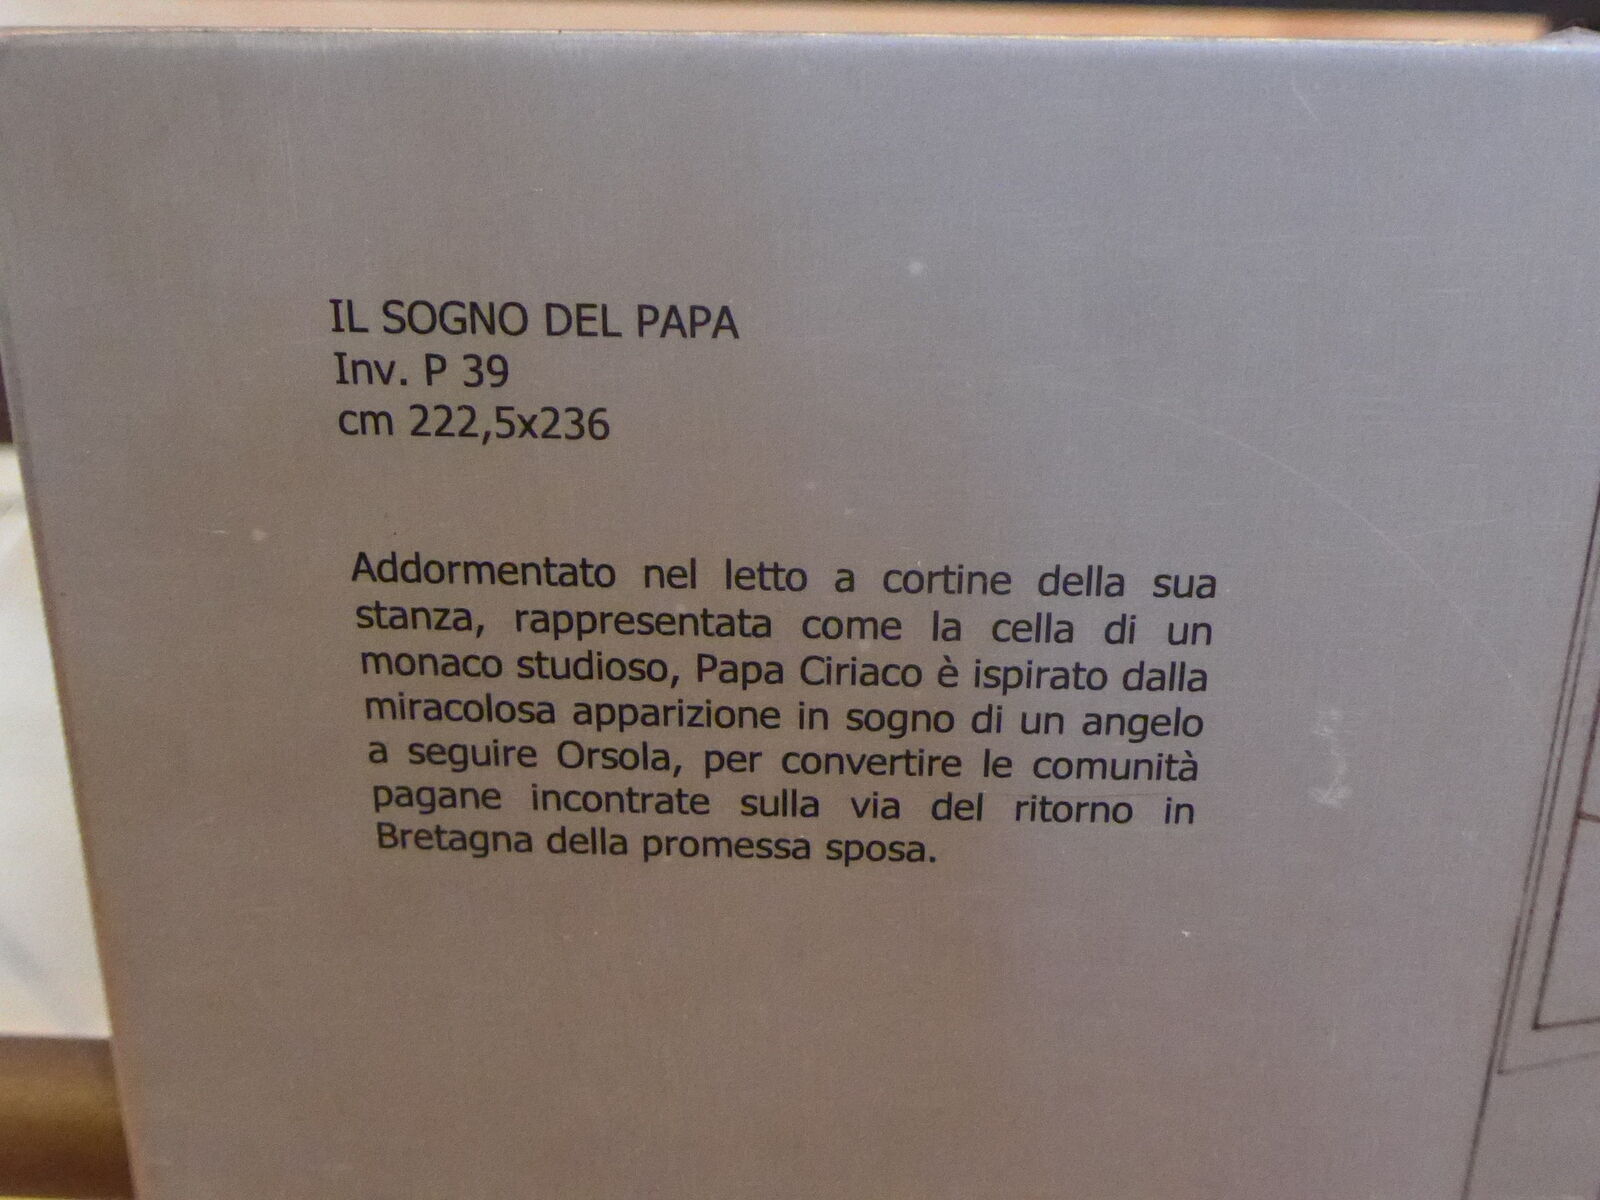 IL SOGNO DEL PAPA
Inv. P 39
cm 222,5x236
Addormentato nel letto a cortine della sua
stanza, rappresentata come la cella di un
monaco studioso, Papa Ciriaco è ispirato dalla
miracolosa apparizione in sogno di un angelo
a seguire Orsola, per convertire le comunità
pagane incontrate sulla via del ritorno in
Bretagna della promessa sposa.